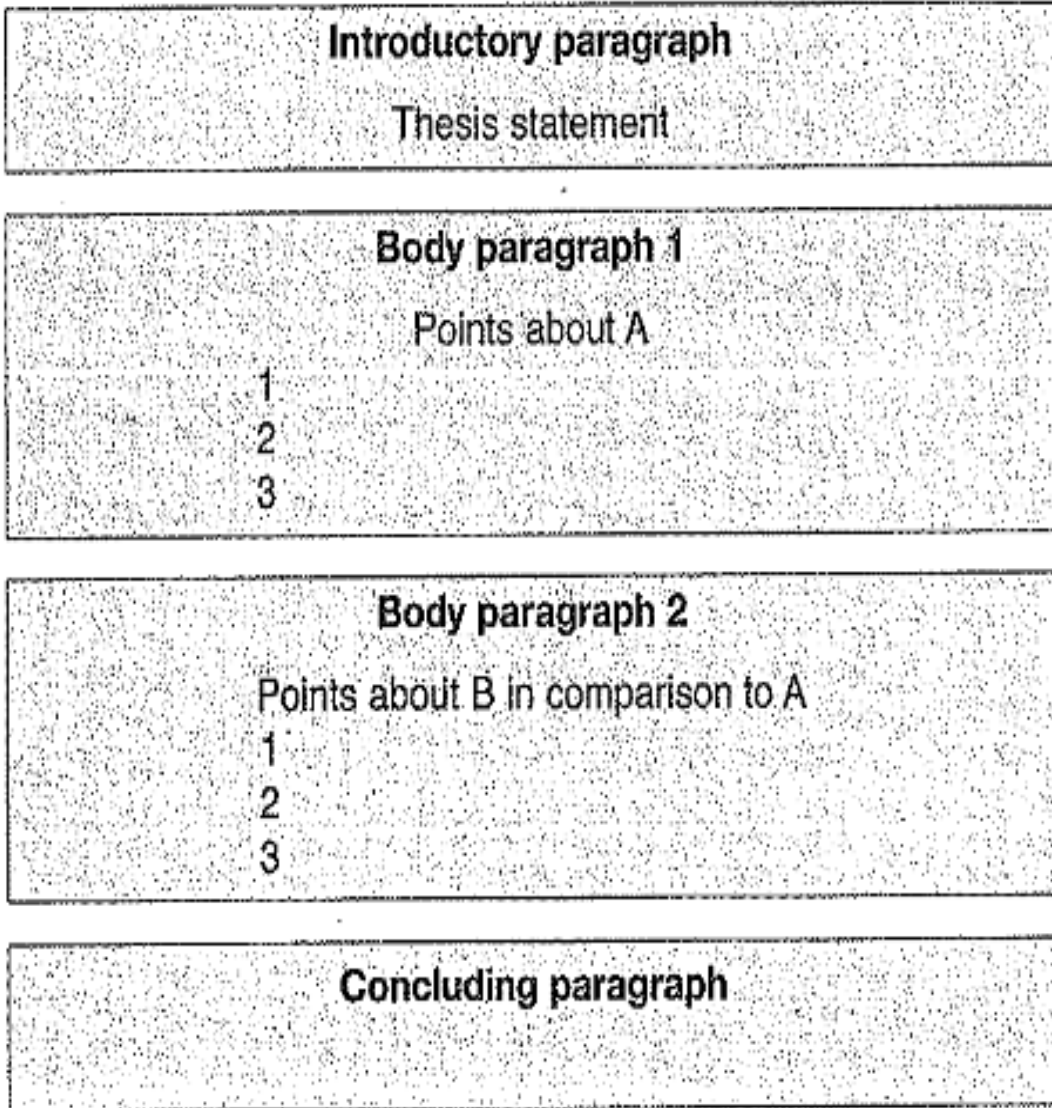 Introductory paragraph
Thesis statement
Body paragraph 1
Points about A
1
2
3
Body paragraph 2
Points about B in comparison to A
1
2
3
Concluding paragraph